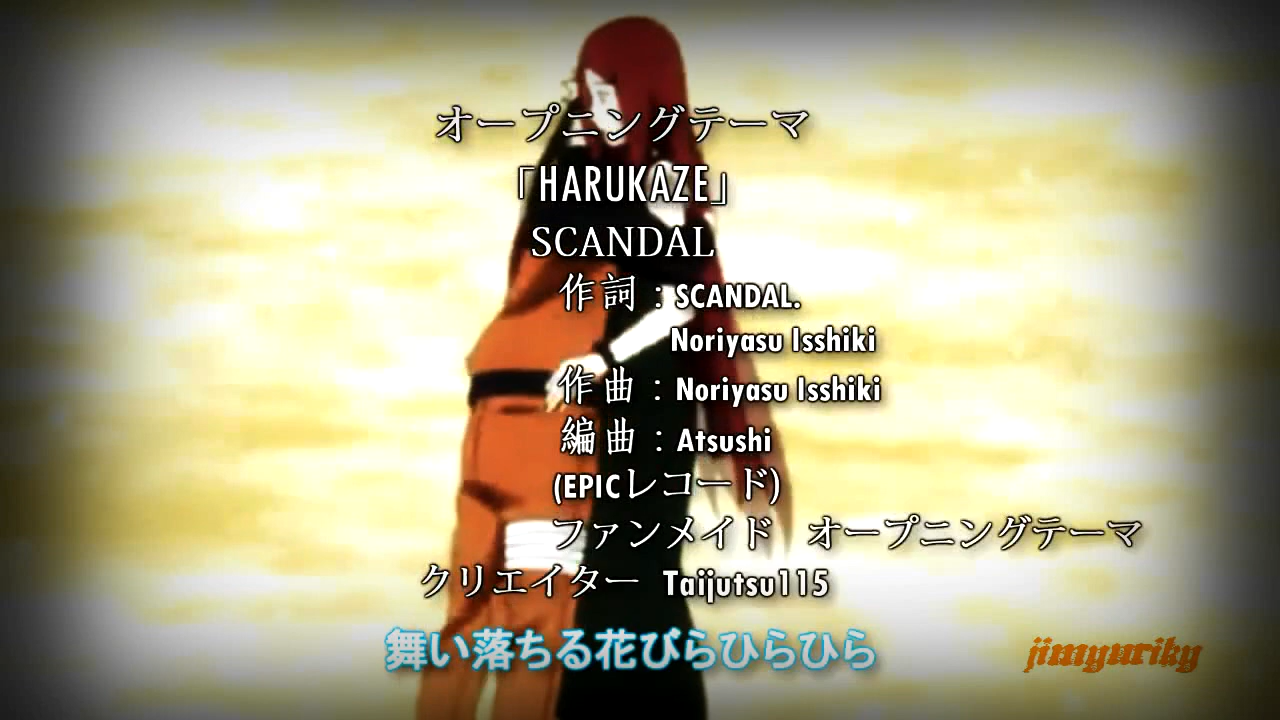 オープニングテーマ
「HARUKAZE」
SCANDAL
作詞：SCANDAL.
Noriyasu Isshiki
作曲：Noriyasu Isshiki
編曲：Atsushi
(EPICレコード)
ファンメイド　オープニングテーマ
クリエイター　Taijutsu115
舞い落ちる花びらひらひら
jimyuriky